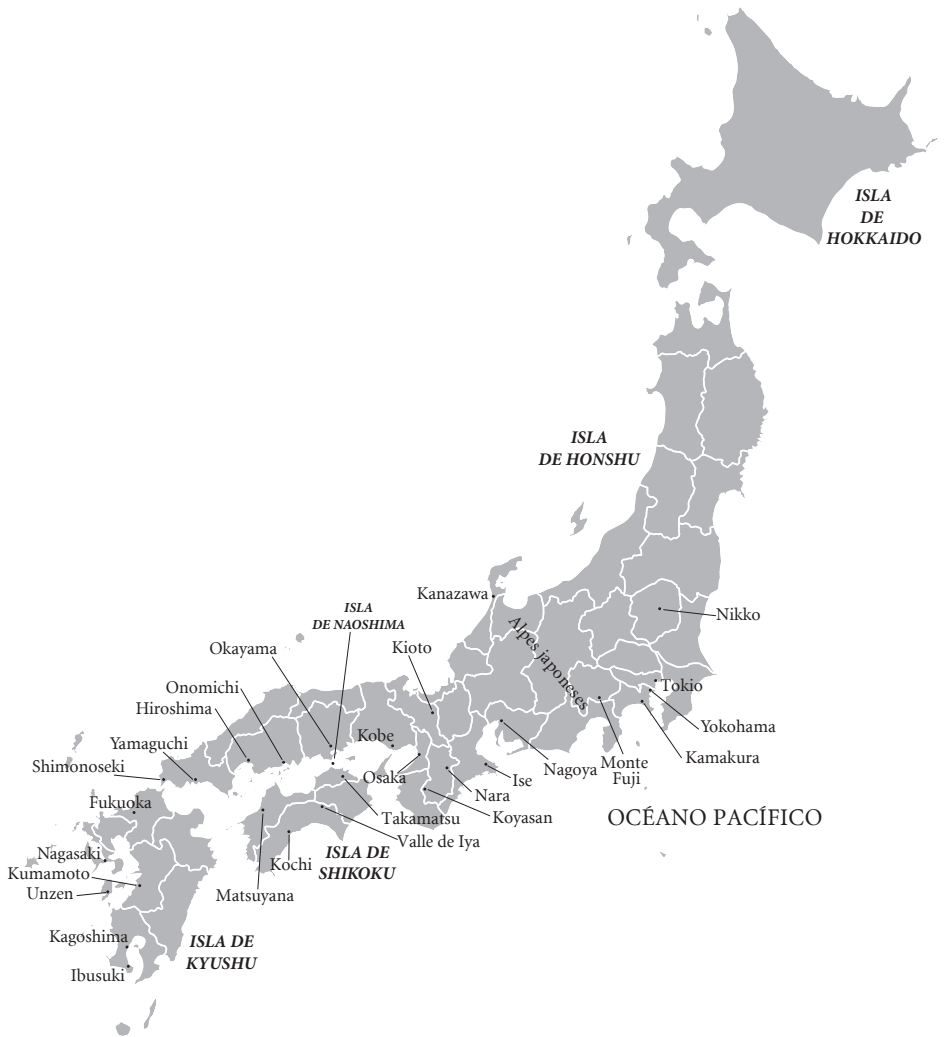 ISLA
DE
HOKKAIDO
ISLA
DE HONSHU
Kanazawa
ISLA
DE NAOSHIMA
Nikko
Alpes japoneses
Okayama
Kioto
Onomichi
Tokio
Hiroshima
Yokohama
Kobe
Yamaguchi
Kamakura
Shimonoseki
Nagoya
Monte
Fuji
Osaka
Ise
Nara
Fukuoka
Takamatsu
Koyasan
OCÉANO PACÍFICO
Valle de Iya
Nagasaki
ISLA DE
SHIKOKU
Kochi
Kumamoto
Unzen
Matsuyana
Kagoshima
ISLA DE
KYUSHU
Ibusuki